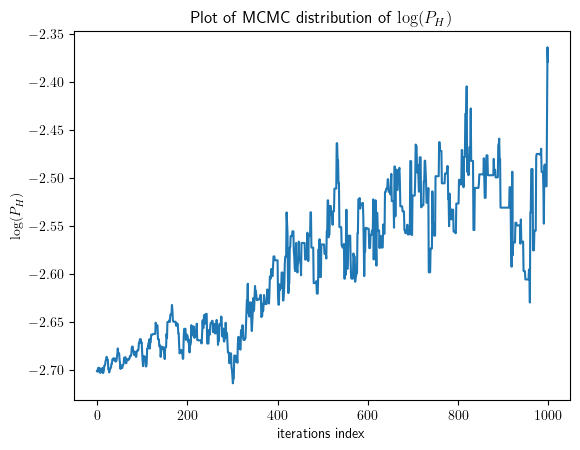 Plot of MCMC distribution of log(P_H)
−2.35
−2.40
−2.45
−2.50
−2.55
−2.60
−2.65
−2.70
log(P_H)
0 200 400 600 800 1000
iterations index